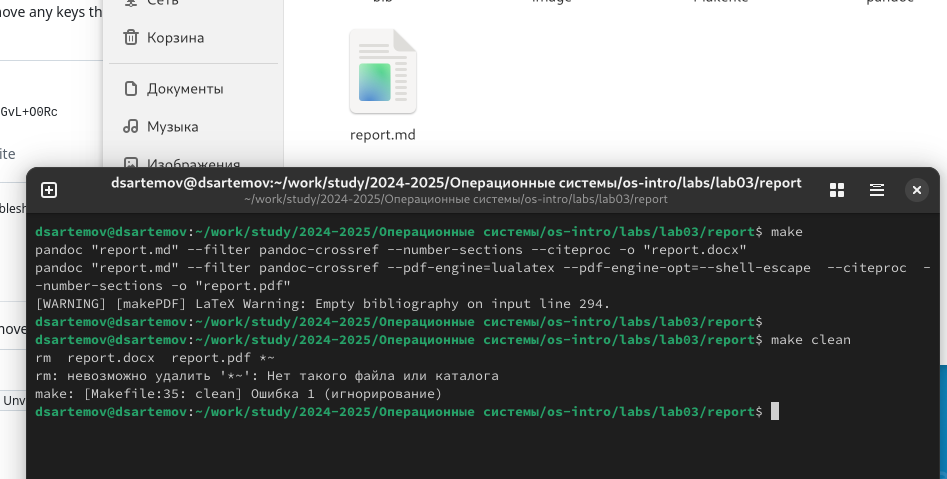 nove any keys th
Сеть
bib
image
Makefile
pandoc
Корзина
Документы
GvL+O0Rc
Музыка
report.md
ite
Изображения
dsartemov@dsartemov:~/work/study/2024-2025/Операционные системы/os-intro/labs/lab03/report
~/work/study/2024-2025/Операционные системы/os-intro/labs/lab03/report
blesh
dsartemov@dsartemov:~/work/study/2024-2025/Операционные системы/os-intro/labs/lab03/report$ make
pandoc "report.md" --filter pandoc-crossref --number-sections --citeproc -o "report.docx"
pandoc "report.md" --filter pandoc-crossref --pdf-engine=lualatex --pdf-engine-opt=--shell-escape  --citeproc  -
-number-sections -o "report.pdf"
[WARNING] [makePDF] LaTeX Warning: Empty bibliography on input line 294.
dsartemov@dsartemov:~/work/study/2024-2025/Операционные системы/os-intro/labs/lab03/report$
move
dsartemov@dsartemov:~/work/study/2024-2025/Операционные системы/os-intro/labs/lab03/report$ make clean
rm  report.docx  report.pdf *~
rm: невозможно удалить '*~': Нет такого файла или каталога
make: [Makefile:35: clean] Ошибка 1 (игнорирование)
Unv
dsartemov@dsartemov:~/work/study/2024-2025/Операционные системы/os-intro/labs/lab03/report$